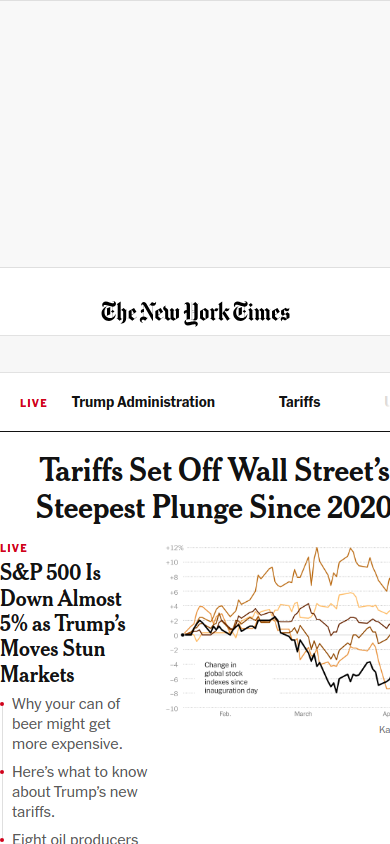 The New York Times
LIVE
Trump Administration
Tariffs
Tariffs Set Off Wall Street's
Steepest Plunge Since 2020
LIVE
S&P 500 Is
Down Almost
5% as Trump's
Moves Stun
Markets
Why your can of
beer might get
more expensive.
Here's what to know
about Trump's new
tariffs.
Eight oil producers
+12%
+10
+8
+6
+4
+2
0
−2
−4
−6
−8
−10
Change in
global stock
indexes since
inauguration day
Feb.
March
Ap
Ka